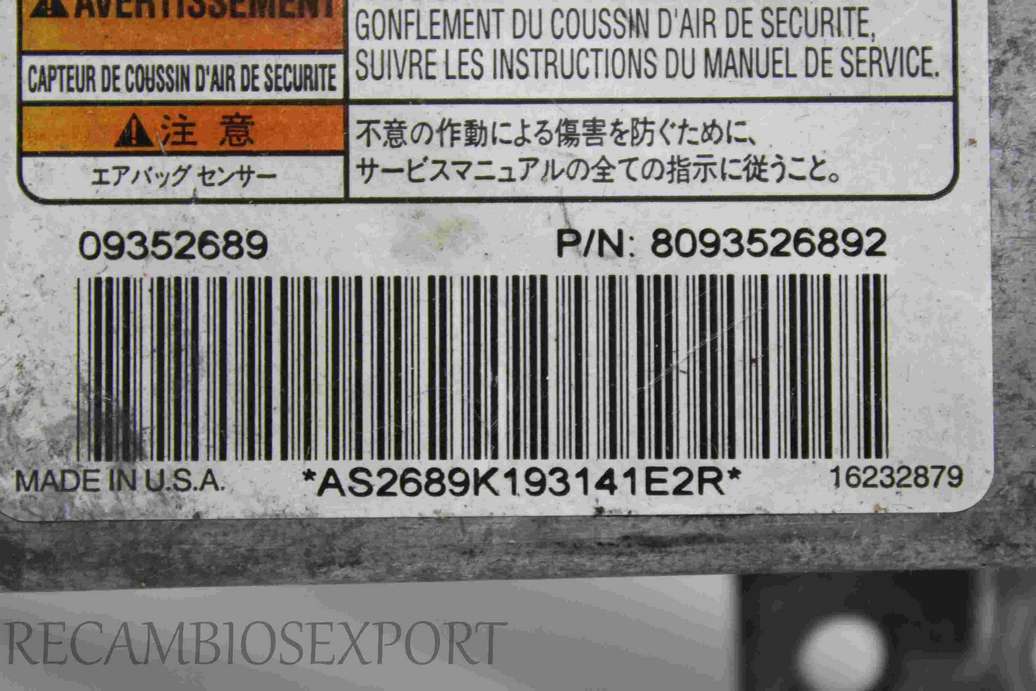 AVERTISSEMENT
CAPTEUR DE COUSSIN D'AIR DE SECURITE
GONFLEMENT DU COUSSIN D'AIR DE SECURITE,
SUIVRE LES INSTRUCTIONS DU MANUEL DE SERVICE.
注意
エアバッグ センサー
不意の作動による傷害を防ぐために、
サービスマニュアルの全ての指示に従うこと。
09352689 P/N: 8093526892
MADE IN U.S.A. *AS2689K193141E2R* 16232879
RECAMBIOSEXPORT